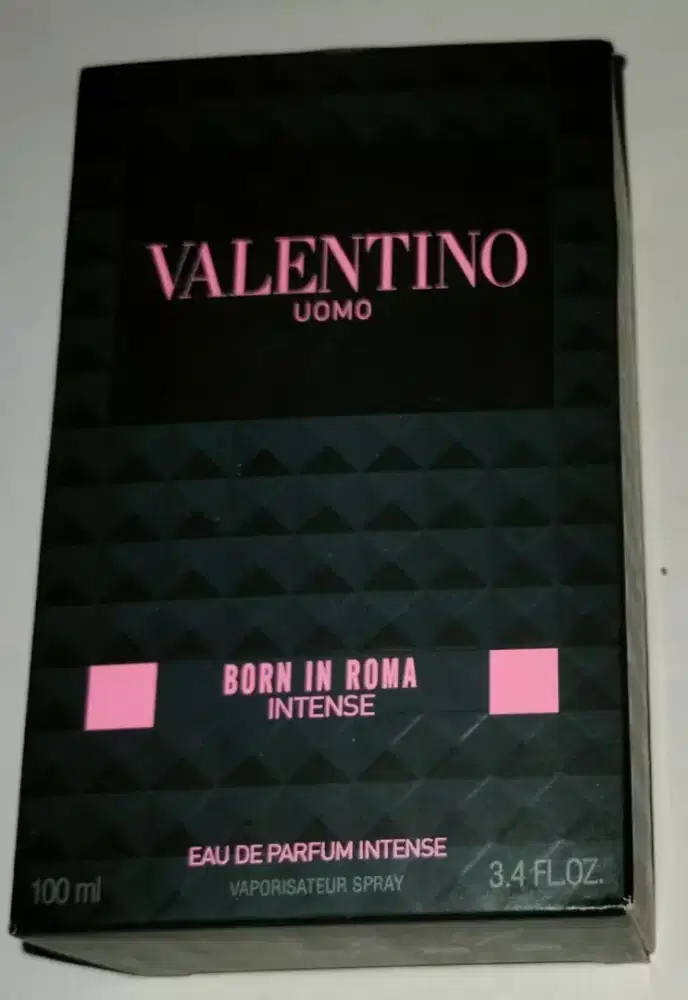 VALENTINO
UOMO
BORN IN ROMA
INTENSE
EAU DE PARFUM INTENSE
VAPORISATEUR SPRAY
100 ml
3.4 FL.OZ.